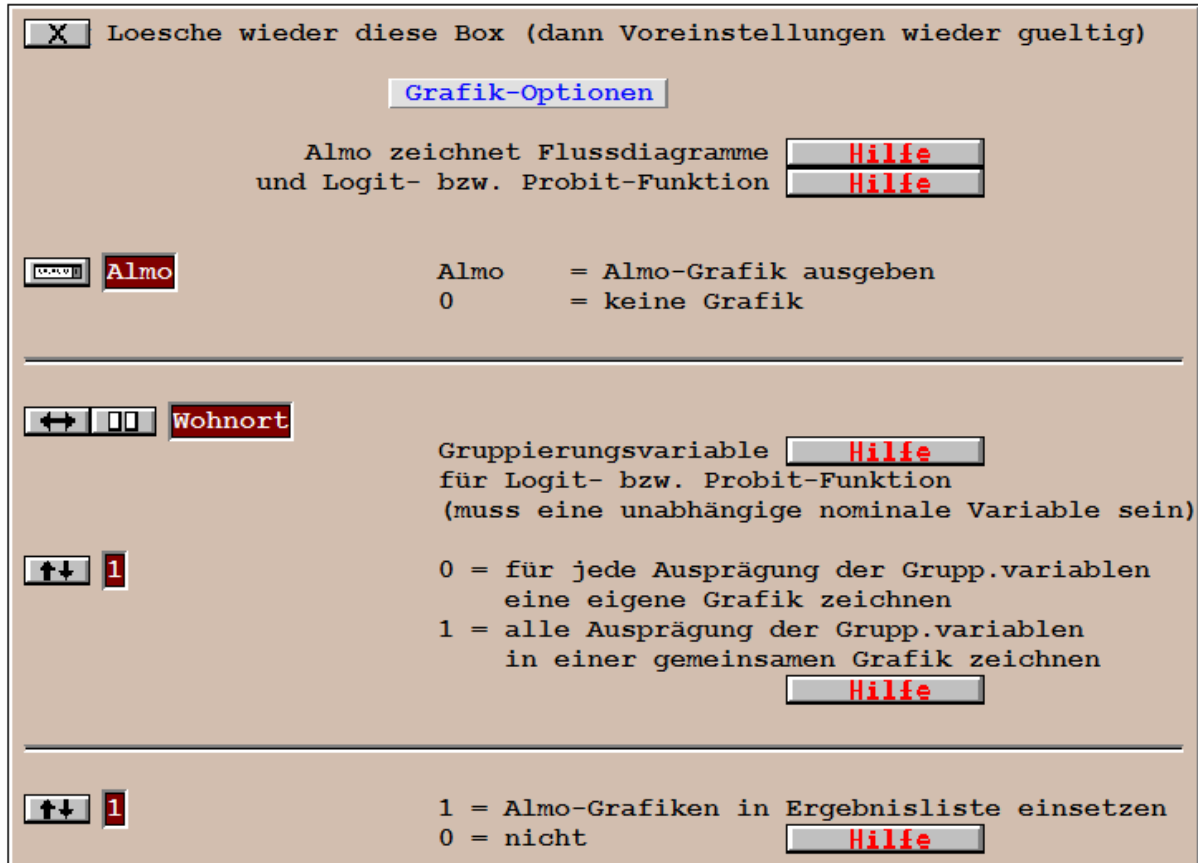 X Loesche wieder diese Box (dann Voreinstellungen wieder gueltig)
Grafik-Optionen
Almo zeichnet Flussdiagramme Hilfe
und Logit- bzw. Probit-Funktion Hilfe
Almo Almo = Almo-Grafik ausgeben
0 = keine Grafik
Wohnort
Gruppierungsvariable Hilfe
für Logit- bzw. Probit-Funktion
(muss eine unabhängige nominale Variable sein)
1 0 = für jede Ausprägung der Grupp.variablen
eine eigene Grafik zeichnen
1 = alle Ausprägung der Grupp.variablen
in einer gemeinsamen Grafik zeichnen
Hilfe
1 1 = Almo-Grafiken in Ergebnisliste einsetzen
0 = nicht Hilfe